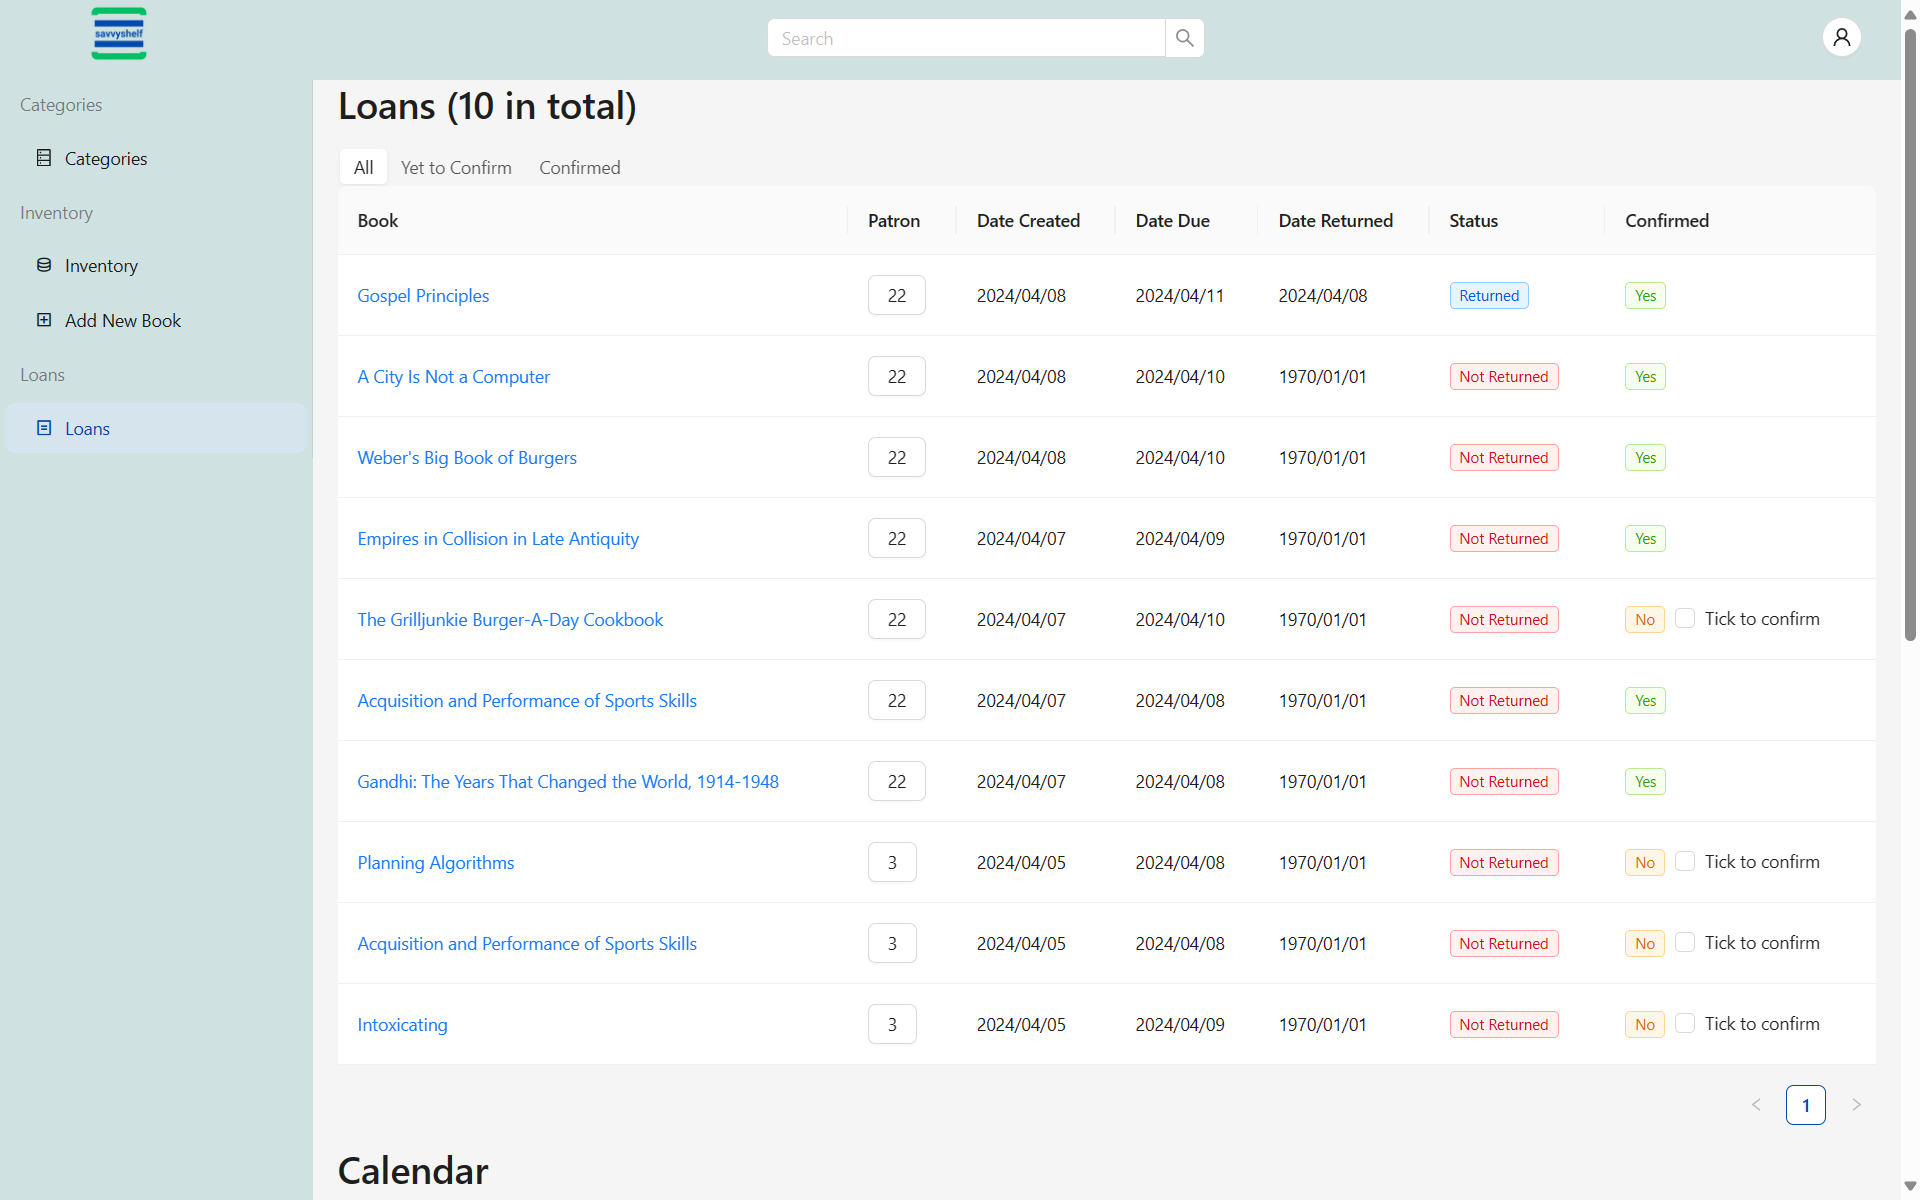 savvyshelf
Search
Categories
Categories
Inventory
Inventory
Add New Book
Loans
Loans
Loans (10 in total)
All Yet to Confirm Confirmed
Book Patron Date Created Date Due Date Returned Status Confirmed
Gospel Principles 22 2024/04/08 2024/04/11 2024/04/08 Returned Yes
A City Is Not a Computer 22 2024/04/08 2024/04/10 1970/01/01 Not Returned Yes
Weber's Big Book of Burgers 22 2024/04/08 2024/04/10 1970/01/01 Not Returned Yes
Empires in Collision in Late Antiquity 22 2024/04/07 2024/04/09 1970/01/01 Not Returned Yes
The Grilljunkie Burger-A-Day Cookbook 22 2024/04/07 2024/04/10 1970/01/01 Not Returned No Tick to confirm
Acquisition and Performance of Sports Skills 22 2024/04/07 2024/04/08 1970/01/01 Not Returned Yes
Gandhi: The Years That Changed the World, 1914-1948 22 2024/04/07 2024/04/08 1970/01/01 Not Returned Yes
Planning Algorithms 3 2024/04/05 2024/04/08 1970/01/01 Not Returned No Tick to confirm
Acquisition and Performance of Sports Skills 3 2024/04/05 2024/04/08 1970/01/01 Not Returned No Tick to confirm
Intoxicating 3 2024/04/05 2024/04/09 1970/01/01 Not Returned No Tick to confirm
1
Calendar